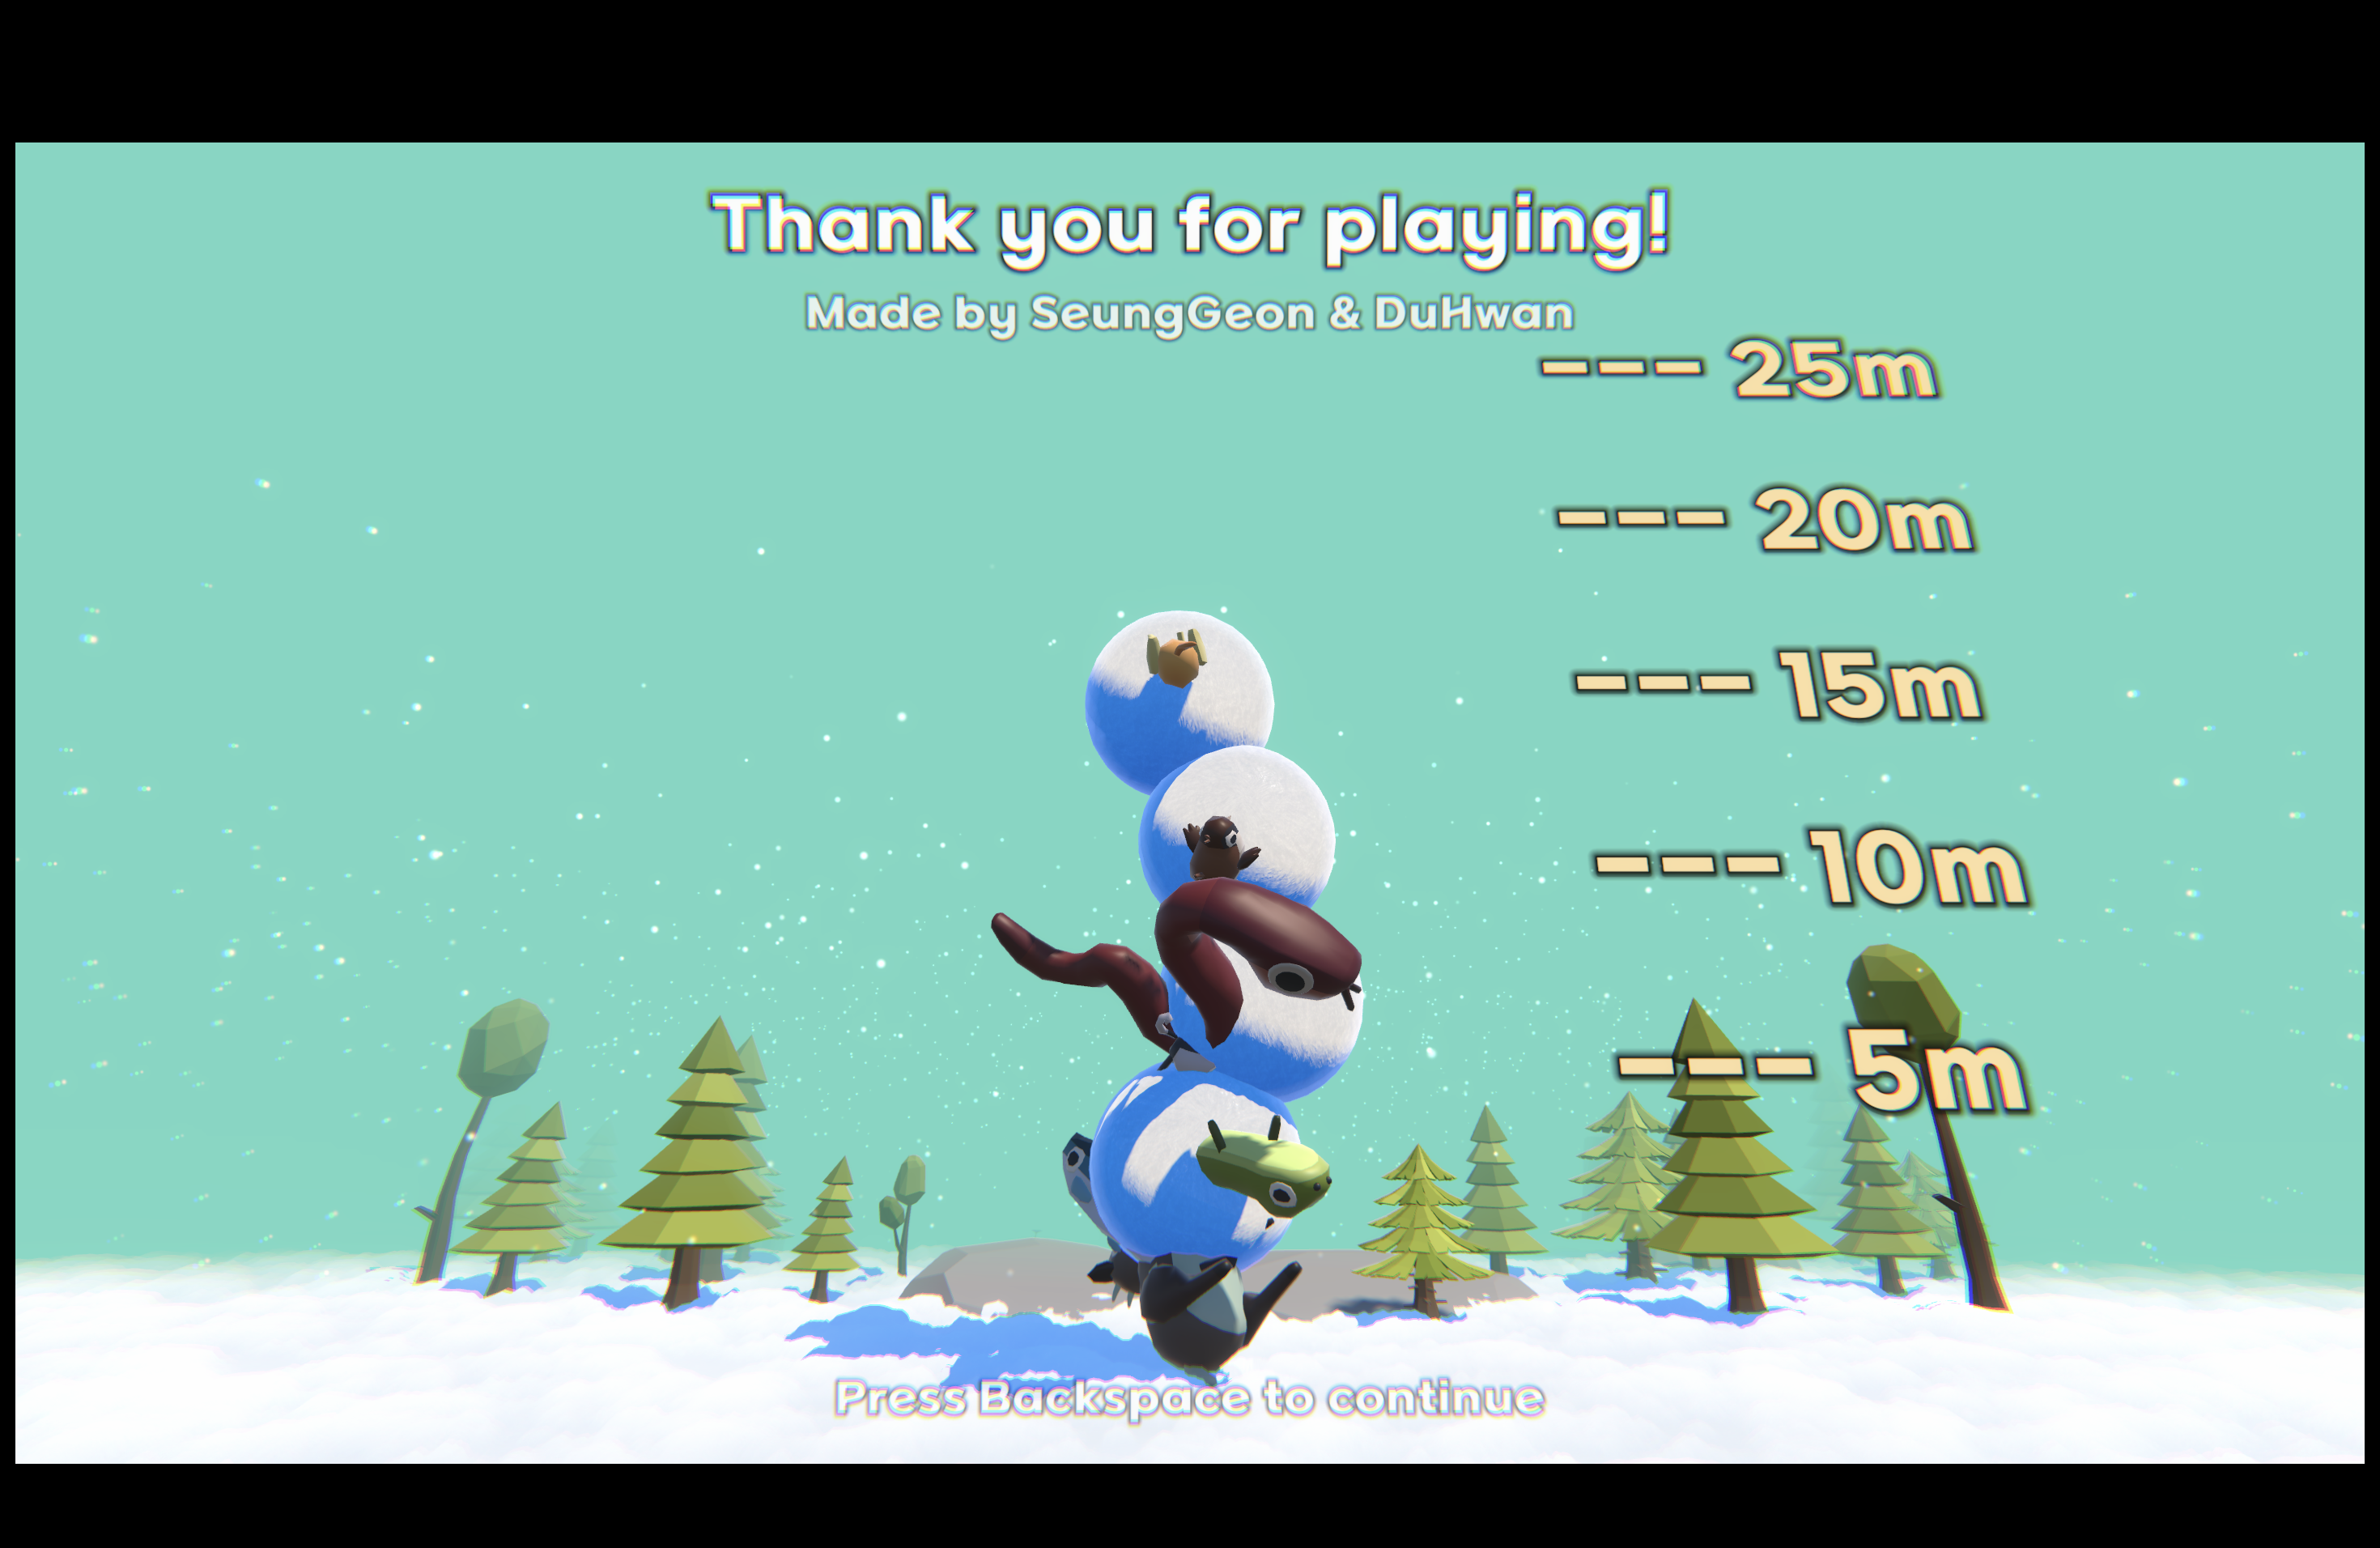 Thank you for playing!
Made by SeungGeon & DuHwan
--- 25m
--- 20m
--- 15m
--- 10m
--- 5m
Press Backspace to continue